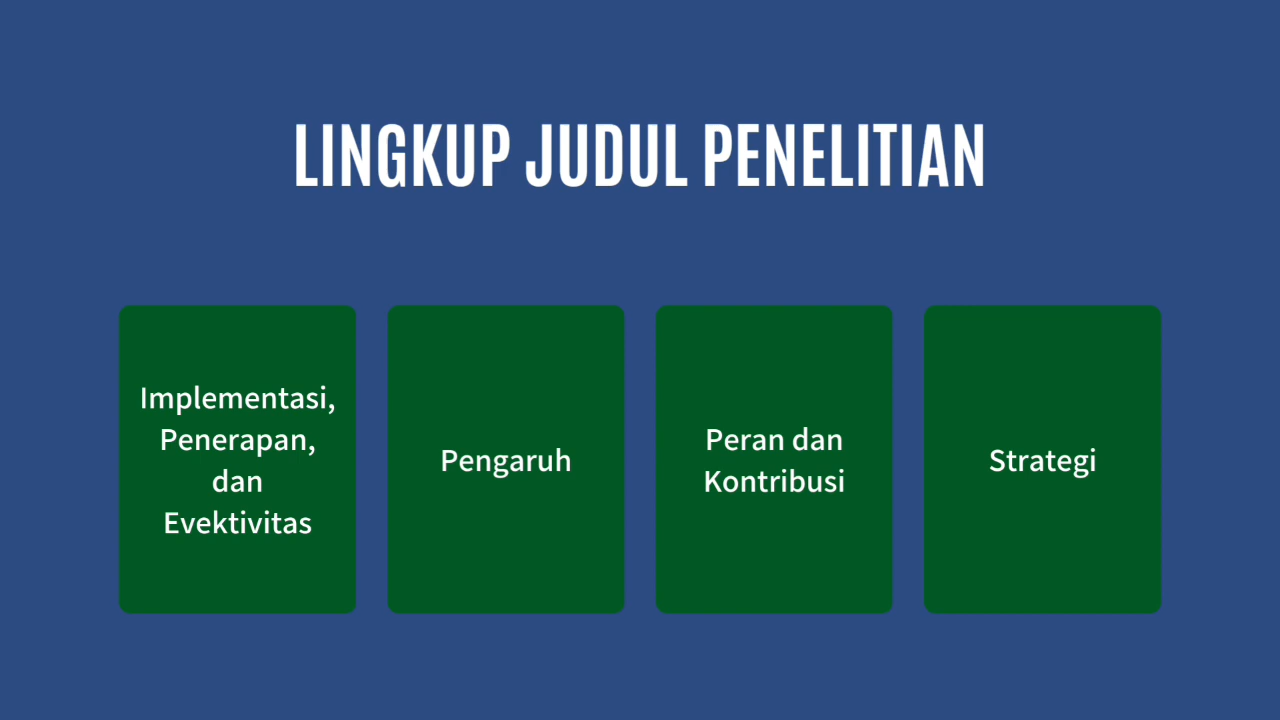 LINGKUP JUDUL PENELITIAN
Implementasi,
Penerapan,
dan
Evektivitas
Pengaruh
Peran dan
Kontribusi
Strategi